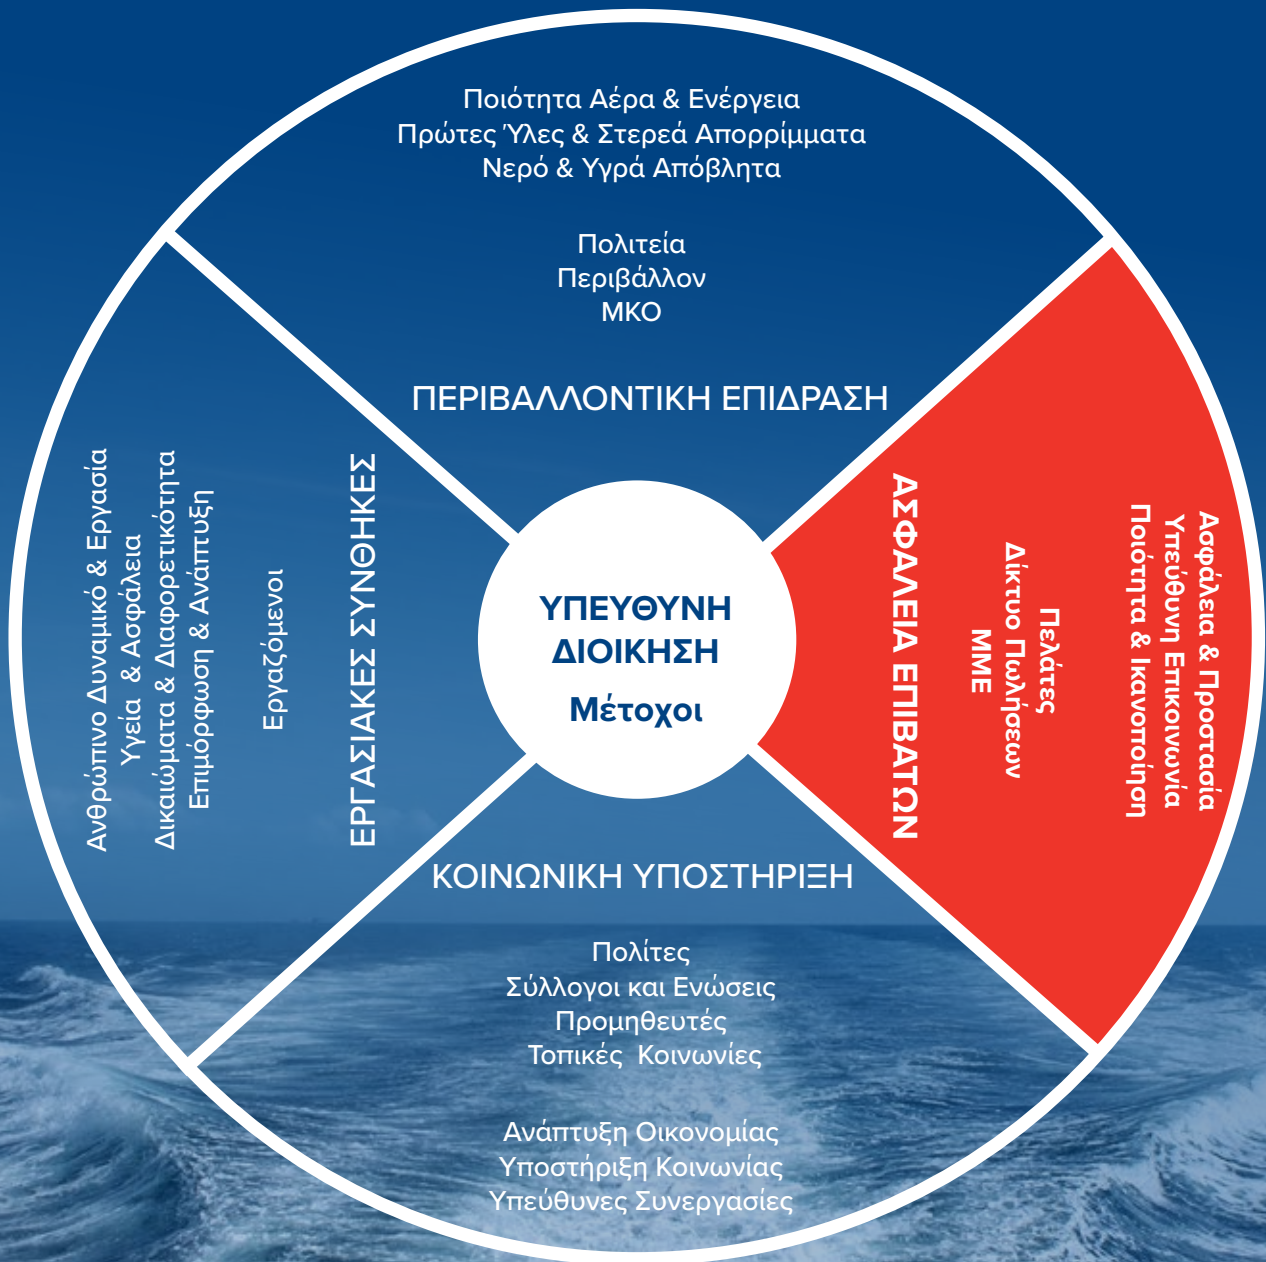 Ποιότητα Αέρα & Ενέργεια
Πρώτες Ύλες & Στερεά Απορρίμματα
Νερό & Υγρά Απόβλητα
Πολιτεία
Περιβάλλον
ΜΚΟ
ΠΕΡΙΒΑΛΛΟΝΤΙΚΗ ΕΠΙΔΡΑΣΗ
Ανθρώπινο Δυναμικό & Εργασία
Υγεία & Ασφάλεια
Δικαιώματα & Διαφορετικότητα
Επιμόρφωση & Ανάπτυξη
Εργαζόμενοι
ΕΡΓΑΣΙΑΚΕΣ ΣΥΝΘΗΚΕΣ
ΥΠΕΥΘΥΝΗ
ΔΙΟΙΚΗΣΗ
Μέτοχοι
Ασφάλεια & Προστασία
Υπεύθυνη Επικοινωνία
Ποιότητα & Ικανοποίηση
Πελάτες
Δίκτυο Πωλήσεων
ΜΜΕ
ΑΣΦΑΛΕΙΑ ΕΠΙΒΑΤΩΝ
ΚΟΙΝΩΝΙΚΗ ΥΠΟΣΤΗΡΙΞΗ
Πολίτες
Σύλλογοι και Ενώσεις
Προμηθευτές
Τοπικές Κοινωνίες
Ανάπτυξη Οικονομίας
Υποστήριξη Κοινωνίας
Υπεύθυνες Συνεργασίες